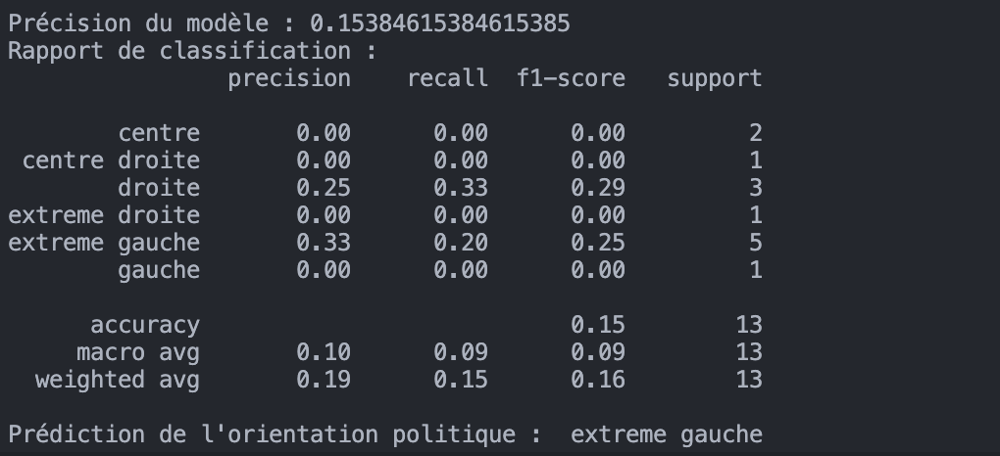 Précision du modèle : 0.15384615384615385
Rapport de classification :
precision recall f1-score support
centre 0.00 0.00 0.00 2
centre droite 0.00 0.00 0.00 1
droite 0.25 0.33 0.29 3
extreme droite 0.00 0.00 0.00 1
extreme gauche 0.33 0.20 0.25 5
gauche 0.00 0.00 0.00 1
accuracy 0.15 13
macro avg 0.10 0.09 0.09 13
weighted avg 0.19 0.15 0.16 13
Prédiction de l'orientation politique : extreme gauche